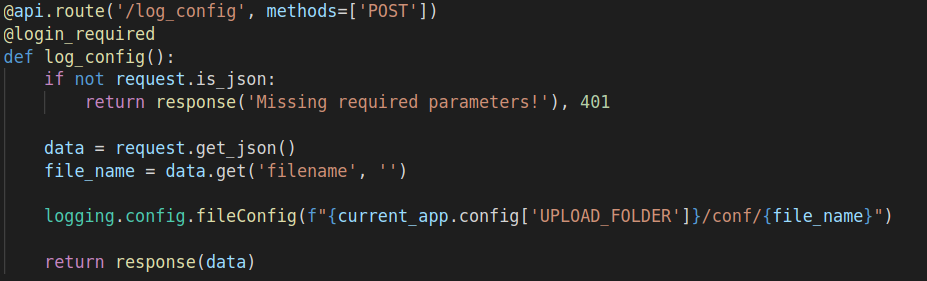 @api.route('/log_config', methods=['POST'])
@login_required
def log_config():
if not request.is_json:
return response('Missing required parameters!'), 401
data = request.get_json()
file_name = data.get('filename', '')
logging.config.fileConfig(f"{current_app.config['UPLOAD_FOLDER']}/conf/{file_name}")
return response(data)